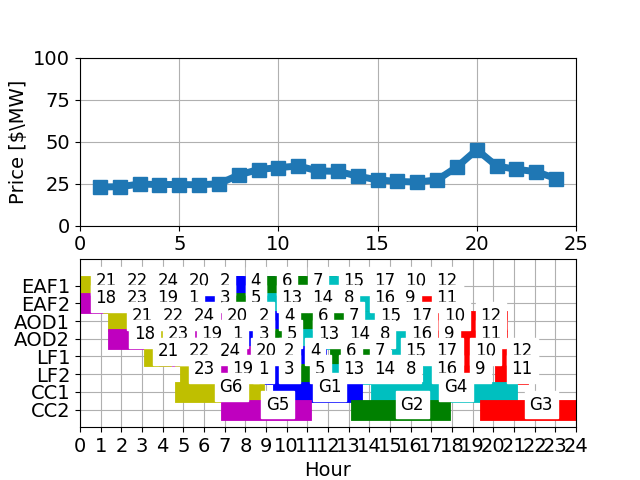 100
75
50
25
0
Price [$\MW]
0 5 10 15 20 25
EAF1 21 22 24 20 2 4 6 7 15 17 10 12
EAF2 18 23 19 1 3 5 13 14 8 16 9 11
AOD1 21 22 24 20 2 4 6 7 15 17 10 12
AOD2 18 23 19 1 3 5 13 14 8 16 9 11
LF1 21 22 24 20 2 4 6 7 15 17 10 12
LF2 23 19 1 3 5 13 14 8 16 9 11
CC1 G6 G1 G4
CC2 G5 G2 G3
0 1 2 3 4 5 6 7 8 9 10 11 12 13 14 15 16 17 18 19 20 21 22 23 24
Hour